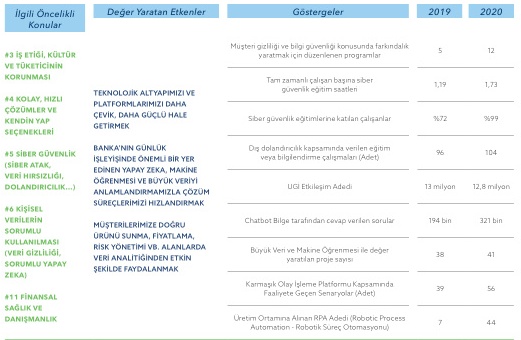 İlgili Öncelikli
Konular
Değer Yaratan Etkenler
Göstergeler
2019
2020
#3 İŞ ETİĞİ, KÜLTÜR
VE TÜKETİCİNİN
KORUNMASI
#4 KOLAY, HIZLI
ÇÖZÜMLER VE
KENDİN YAP
SEÇENEKLERİ
#5 SİBER GÜVENLİK
(SİBER ATAK,
VERİ HIRSIZLIĞI,
DOLANDIRICILIK...)
#6 KİŞİSEL
VERİLERİN
SORUMLU
KULLANILMASI
(VERİ GİZLİLİĞİ,
SORUMLU YAPAY
ZEKA)
#11 FİNANSAL
SAĞLIK VE
DANIŞMANLIK
TEKNOLOJİK ALTYAPIMIZI VE
PLATFORMLARIMIZI DAHA
ÇEVİK, DAHA GÜÇLÜ HALE
GETİRMEK
BANKA'NIN GÜNLÜK
İŞLEYİŞİNDE ÖNEMLİ BİR YER
EDİNEN YAPAY ZEKA, MAKİNE
ÖĞRENMESİ VE BÜYÜK VERİYİ
ANLAMLANDIRMAMIZLA ÇÖZÜM
SÜREÇLERİMİZİ HIZLANDIRMAK
MÜŞTERİLERİMİZE DOĞRU
ÜRÜNÜ SUNMA, FİYATLAMA,
RİSK YÖNETİMİ VB. ALANLARDA
VERİ ANALİTİĞİNDEN ETKİN
ŞEKİLDE FAYDALANMAK
Müşteri gizliliği ve bilgi güvenliği konusunda farkındalık
yaratmak için düzenlenen programlar
5
12
Tam zamanlı çalışan başına siber
güvenlik eğitim saatleri
1,19
1,73
Siber güvenlik eğitimlerine katılan çalışanlar
%72
%99
Dış dolandırıcılık kapsamında verilen eğitim
veya bilgilendirme çalışmaları (Adet)
96
104
UGİ Etkileşim Adedi
13 milyon
12,8 milyon
Chatbot Bilge tarafından cevap verilen sorular
194 bin
321 bin
Büyük Veri ve Makine Öğrenmesi ile değer
yaratılan proje sayısı
38
41
Karmaşık Olay İşleme Platformu Kapsamında
Faaliyete Geçen Senaryolar (Adet)
39
56
Üretim Ortamına Alınan RPA Adedi (Robotic Process
Automation - Robotik Süreç Otomasyonu)
7
44